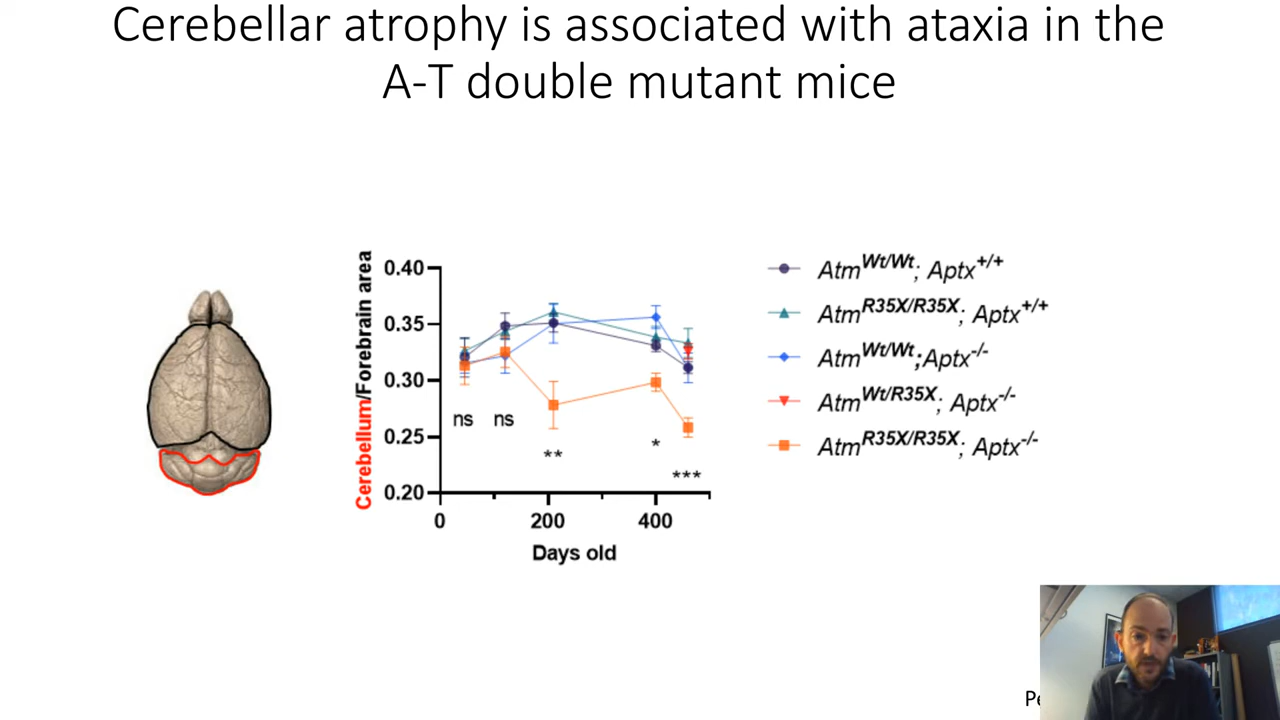 Cerebellar atrophy is associated with ataxia in the
A-T double mutant mice
Cerebellum/Forebrain area
0.40
0.35
0.30
0.25
0.20
ns
ns
**
*
***
0
200
400
Days old
Atm^Wt/Wt; Aptx^+/+
Atm^R35X/R35X; Aptx^+/+
Atm^Wt/Wt;Aptx^-/-
Atm^Wt/R35X; Aptx^-/-
Atm^R35X/R35X; Aptx^-/-